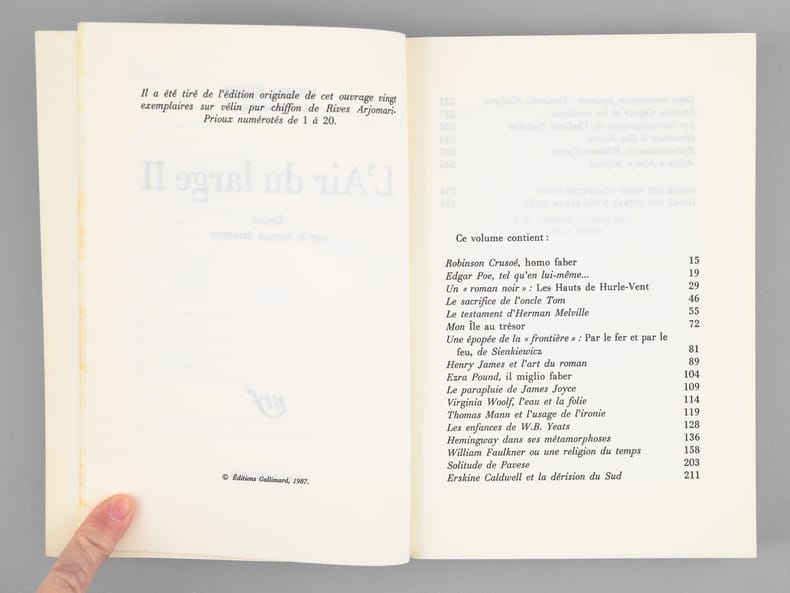 Il a été tiré de l'édition originale de cet ouvrage vingt
exemplaires sur vélin pur chiffon de Rives Arjomari-
Prioux numérotés de 1 à 20.
© Éditions Gallimard, 1987.
Ce volume contient :
Robinson Crusoé, homo faber 15
Edgar Poe, tel qu'en lui-même... 19
Un « roman noir » : Les Hauts de Hurle-Vent 29
Le sacrifice de l'oncle Tom 46
Le testament d'Herman Melville 55
Mon Île au trésor 72
Une épopée de la « frontière » : Par le fer et par le
feu, de Sienkiewicz 81
Henry James et l'art du roman 89
Ezra Pound, il miglio faber 104
Le parapluie de James Joyce 109
Virginia Woolf, l'eau et la folie 114
Thomas Mann et l'usage de l'ironie 119
Les enfances de W.B. Yeats 128
Hemingway dans ses métamorphoses 136
William Faulkner ou une religion du temps 158
Solitude de Pavese 203
Erskine Caldwell et la dérision du Sud 211